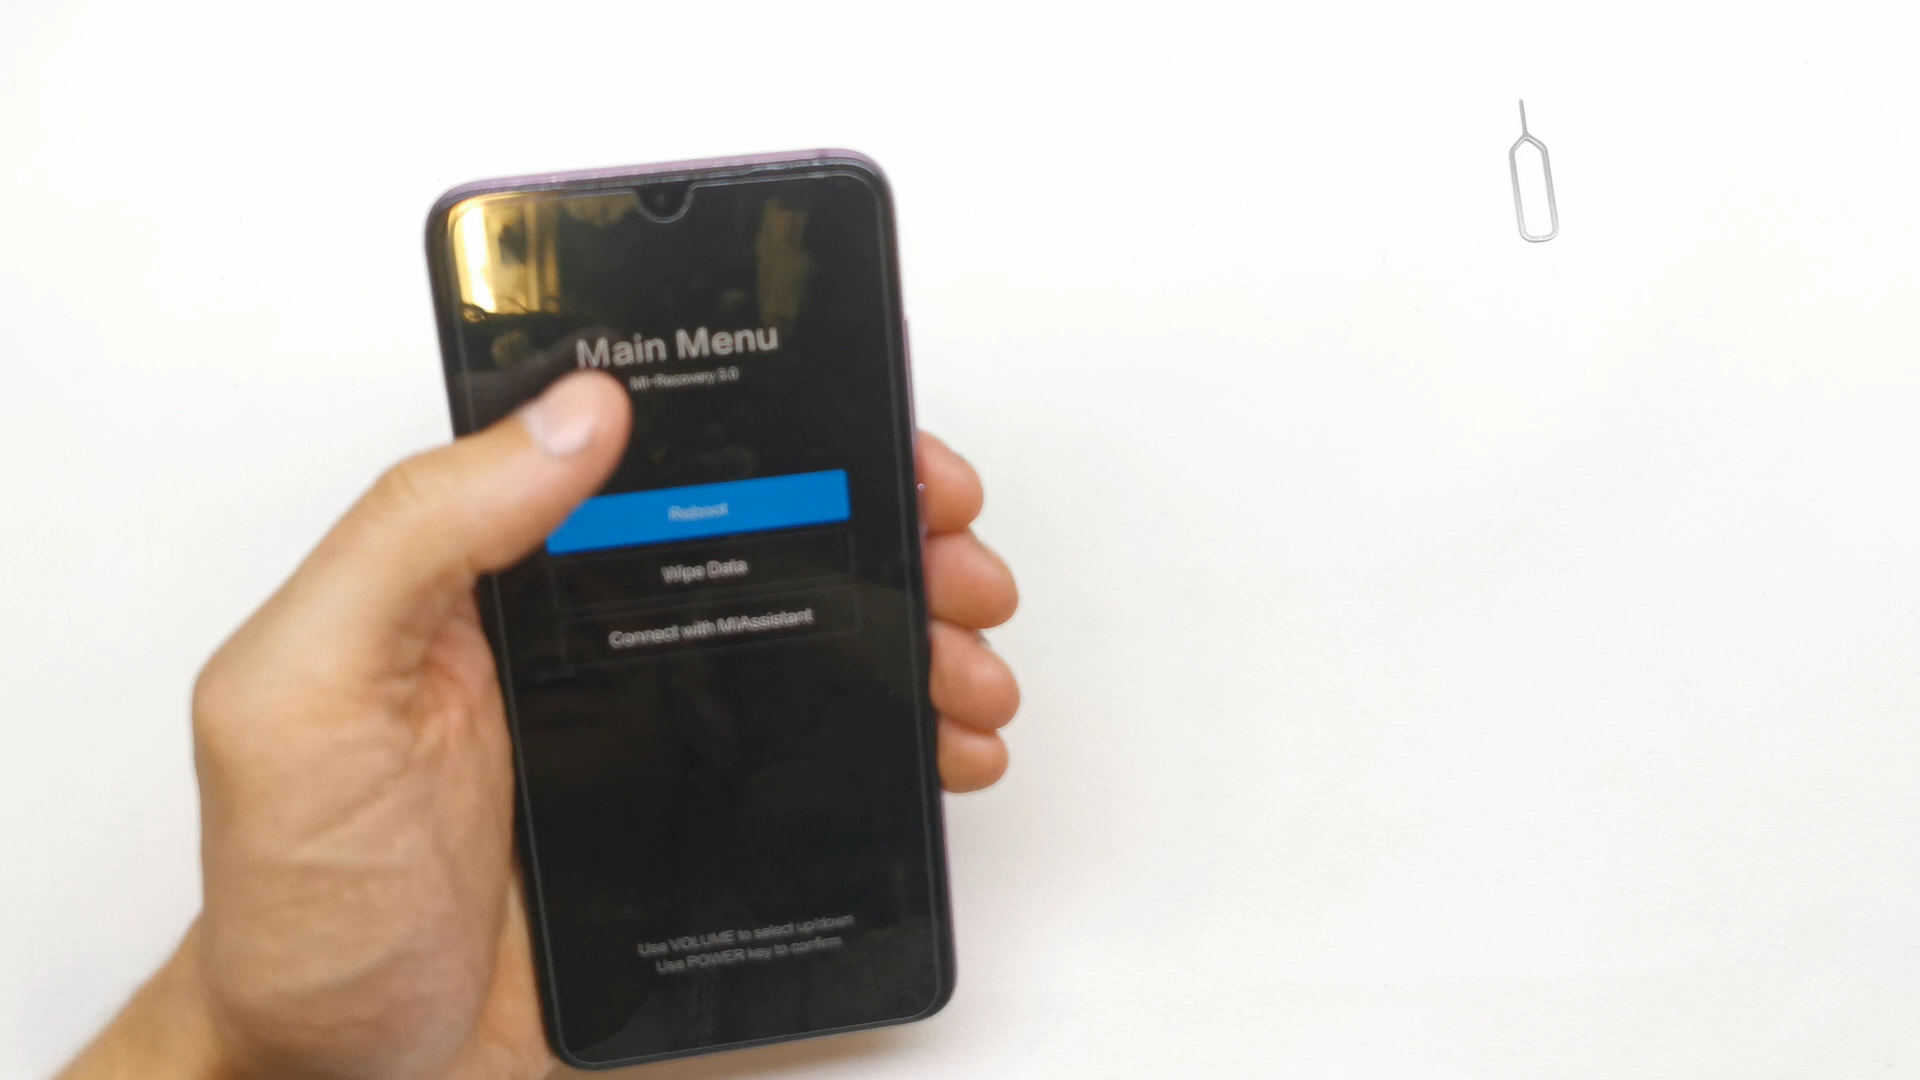 Main Menu
MI-Recovery 3.0
Reboot
Wipe Data
Connect with MIAssistant
Use VOLUME to select up/down
Use POWER key to confirm